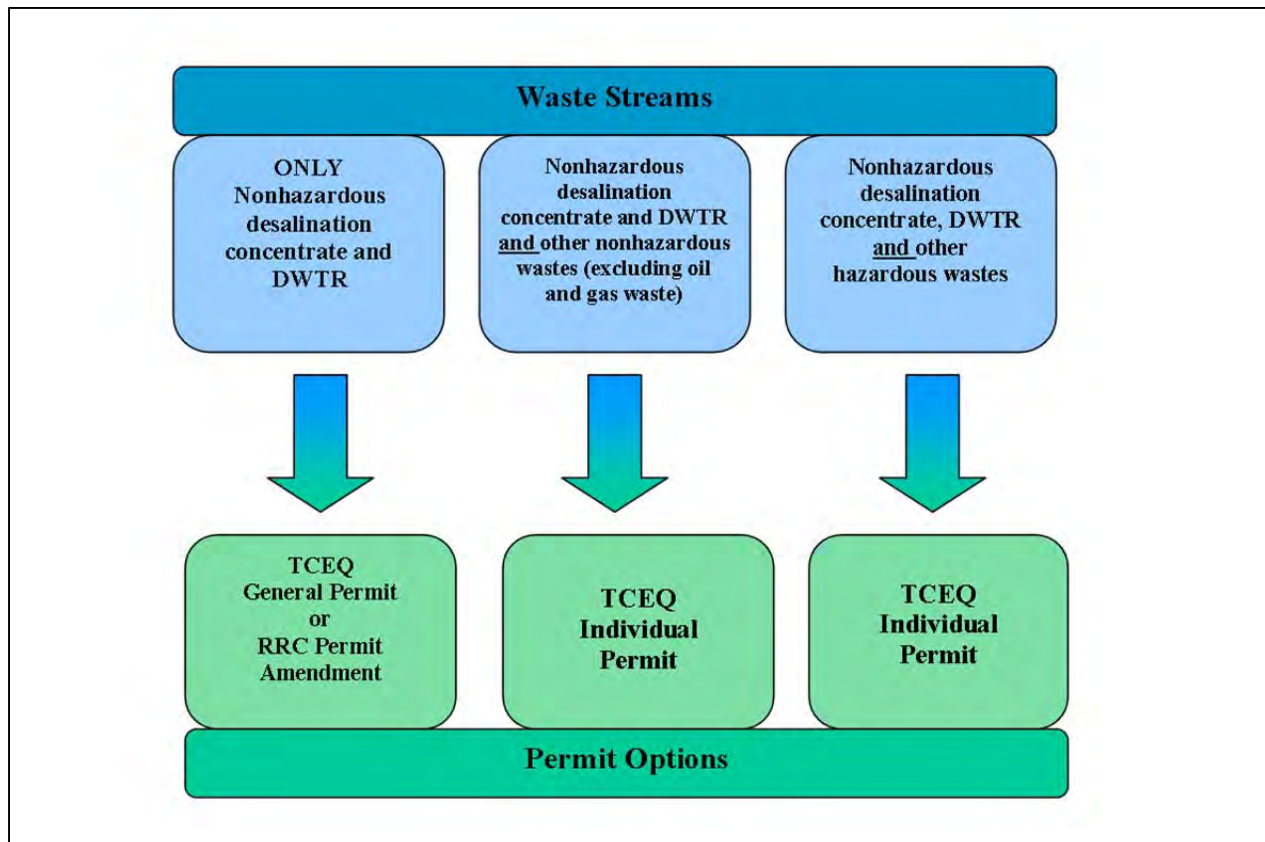 Waste Streams
ONLY
Nonhazardous
desalination
concentrate and
DWTR
Nonhazardous
desalination
concentrate and DWTR
and other nonhazardous
wastes (excluding oil
and gas waste)
Nonhazardous
desalination
concentrate, DWTR
and other
hazardous wastes
TCEQ
General Permit
or
RRC Permit
Amendment
TCEQ
Individual
Permit
TCEQ
Individual
Permit
Permit Options